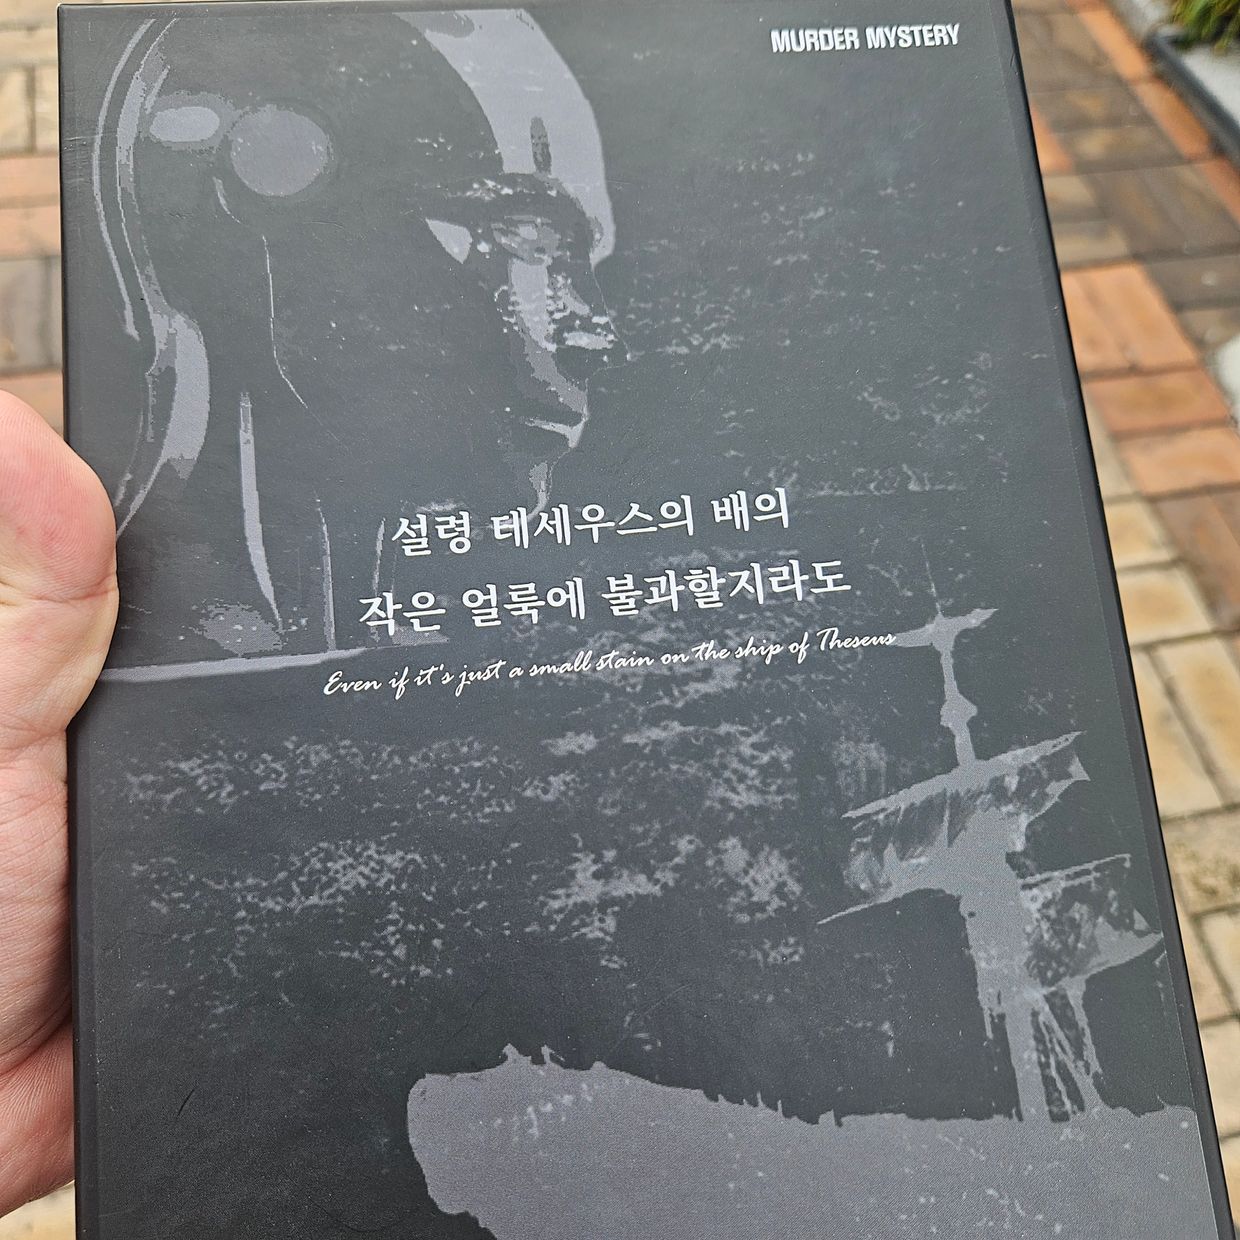 MURDER MYSTERY
설령 테세우스의 배의
작은 얼룩에 불과할지라도
Even if it's just a small stain on the ship of Theseus